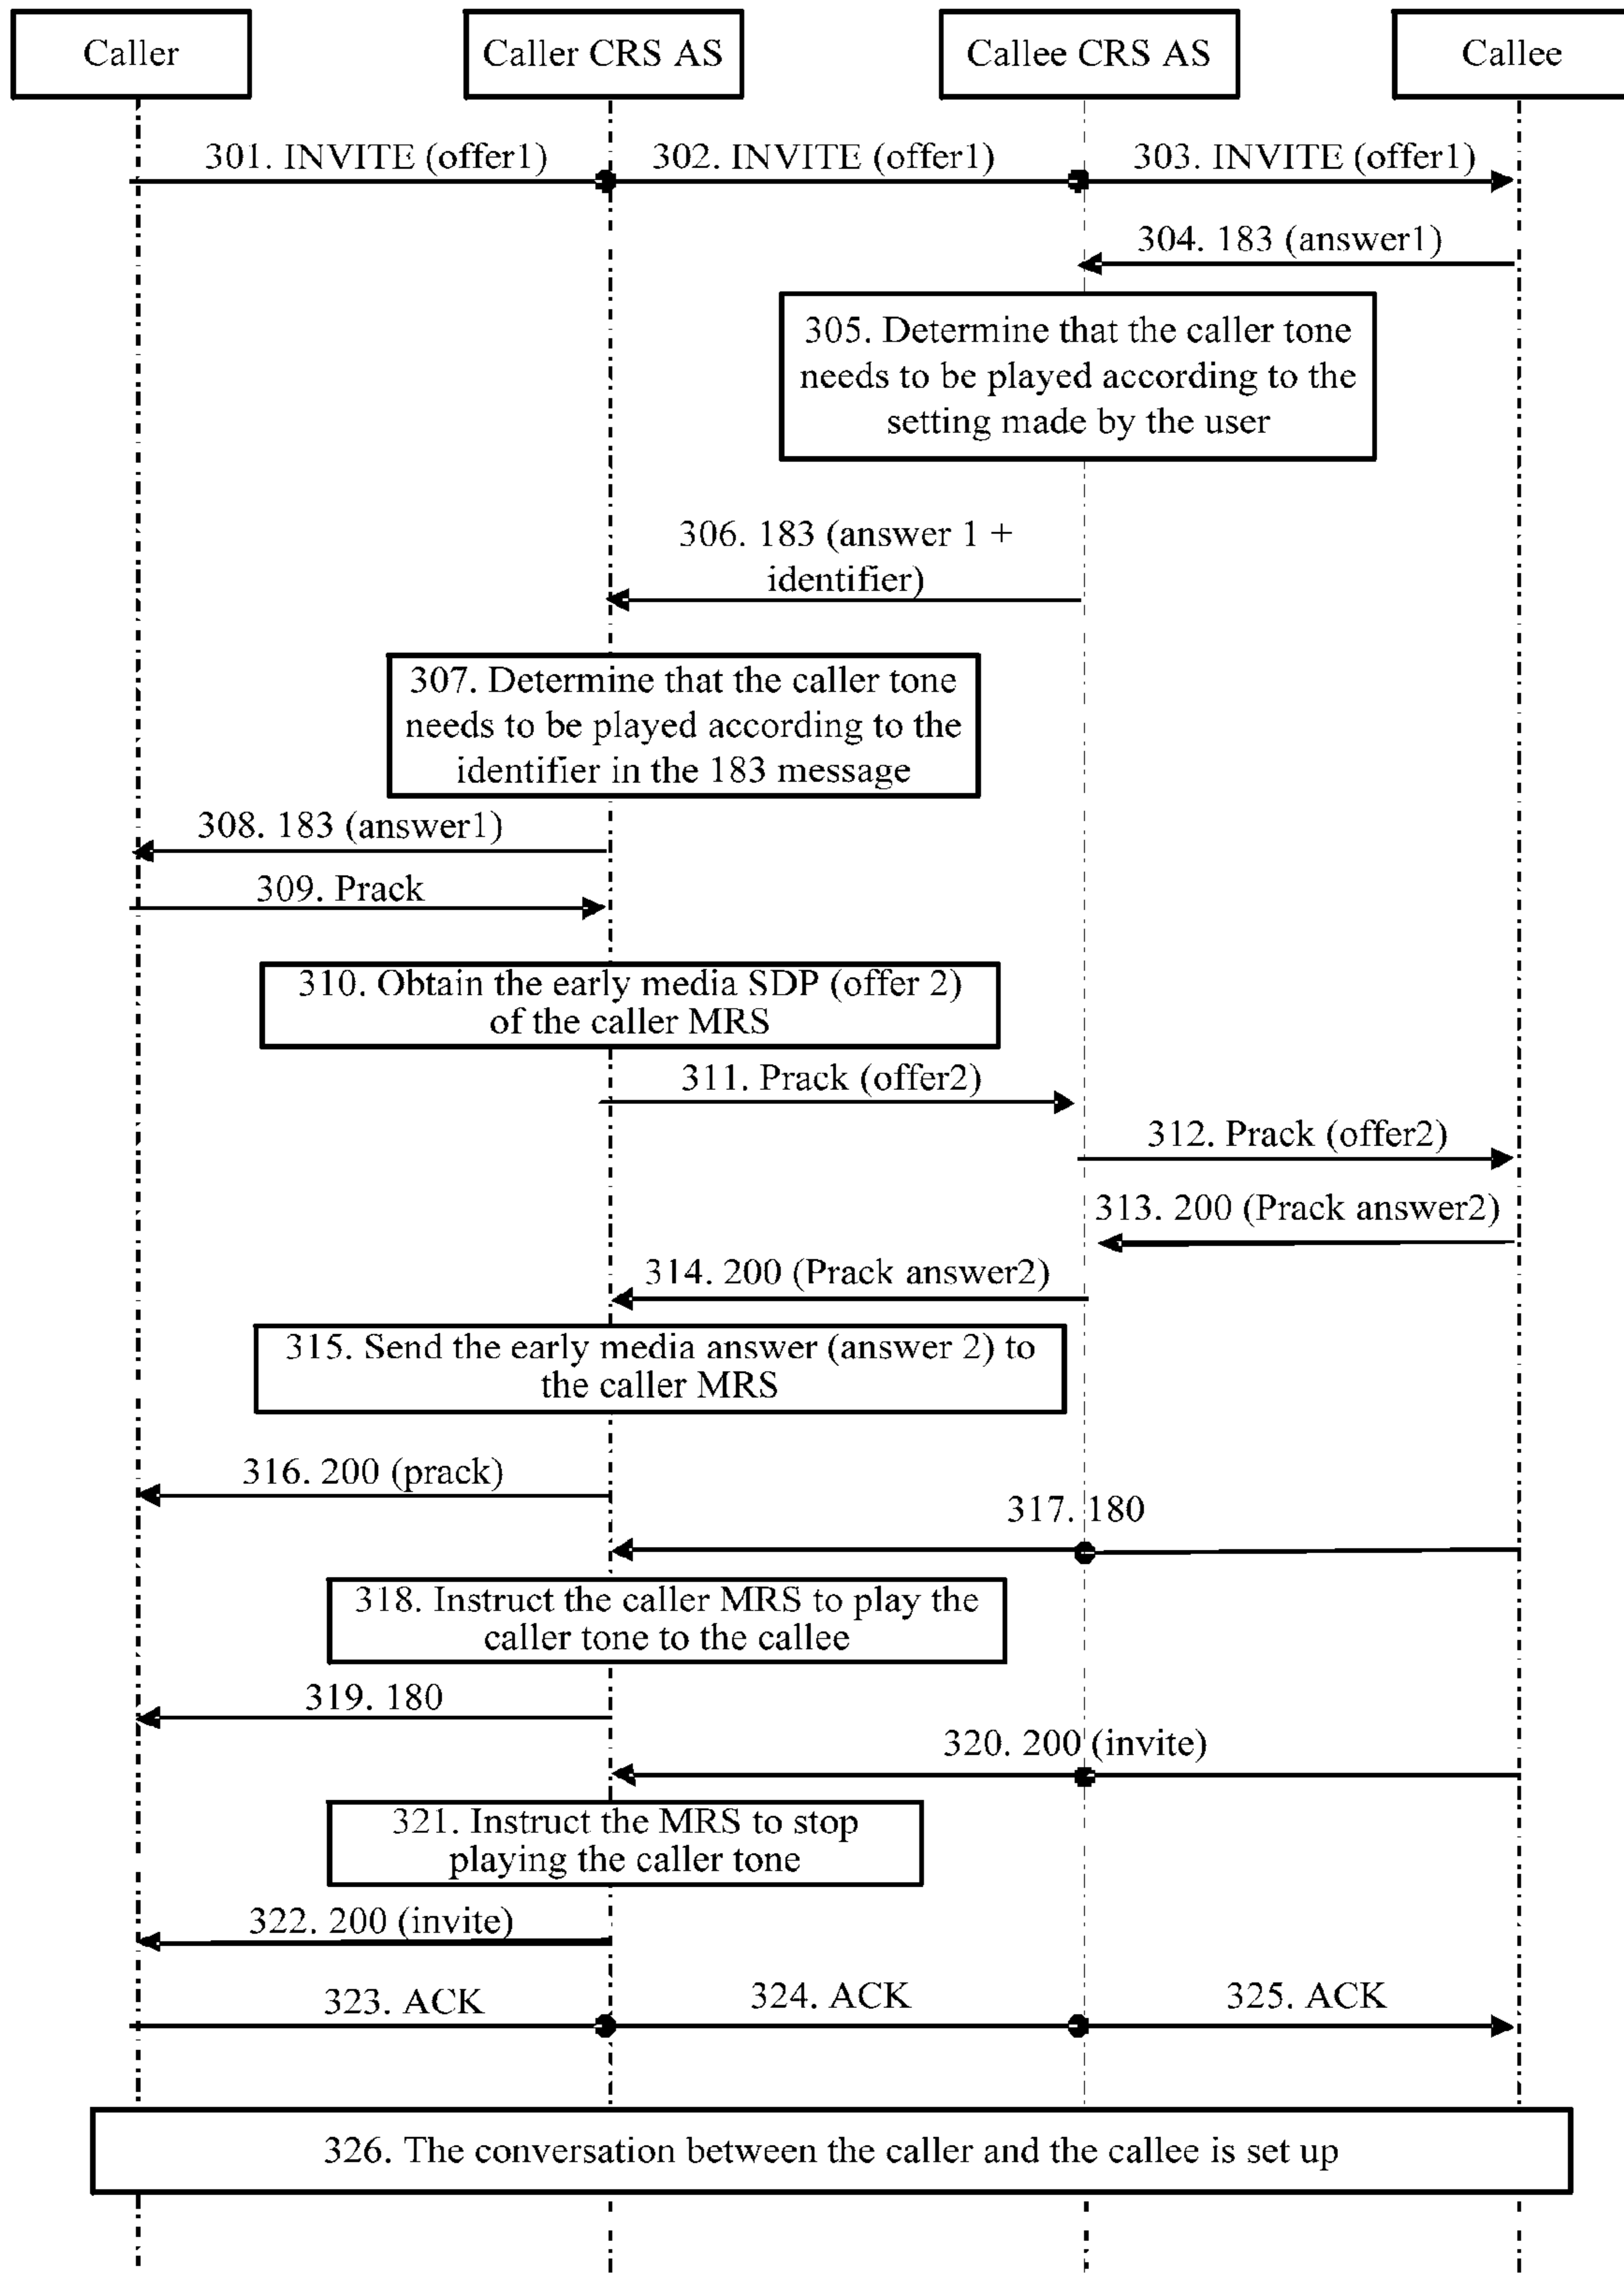 Caller
Caller CRS AS
Callee CRS AS
Callee
301. INVITE (offer1)
302. INVITE (offer1)
303. INVITE (offer1)
304. 183 (answer1)
305. Determine that the caller tone
needs to be played according to the
setting made by the user
306. 183 (answer 1 +
identifier)
307. Determine that the caller tone
needs to be played according to the
identifier in the 183 message
308. 183 (answer1)
309. Prack
310. Obtain the early media SDP (offer 2)
of the caller MRS
311. Prack (offer2)
312. Prack (offer2)
313. 200 (Prack answer2)
314. 200 (Prack answer2)
315. Send the early media answer (answer 2) to
the caller MRS
316. 200 (prack)
317. 180
318. Instruct the caller MRS to play the
caller tone to the callee
319. 180
320. 200 (invite)
321. Instruct the MRS to stop
playing the caller tone
322. 200 (invite)
323. ACK
324. ACK
325. ACK
326. The conversation between the caller and the callee is set up